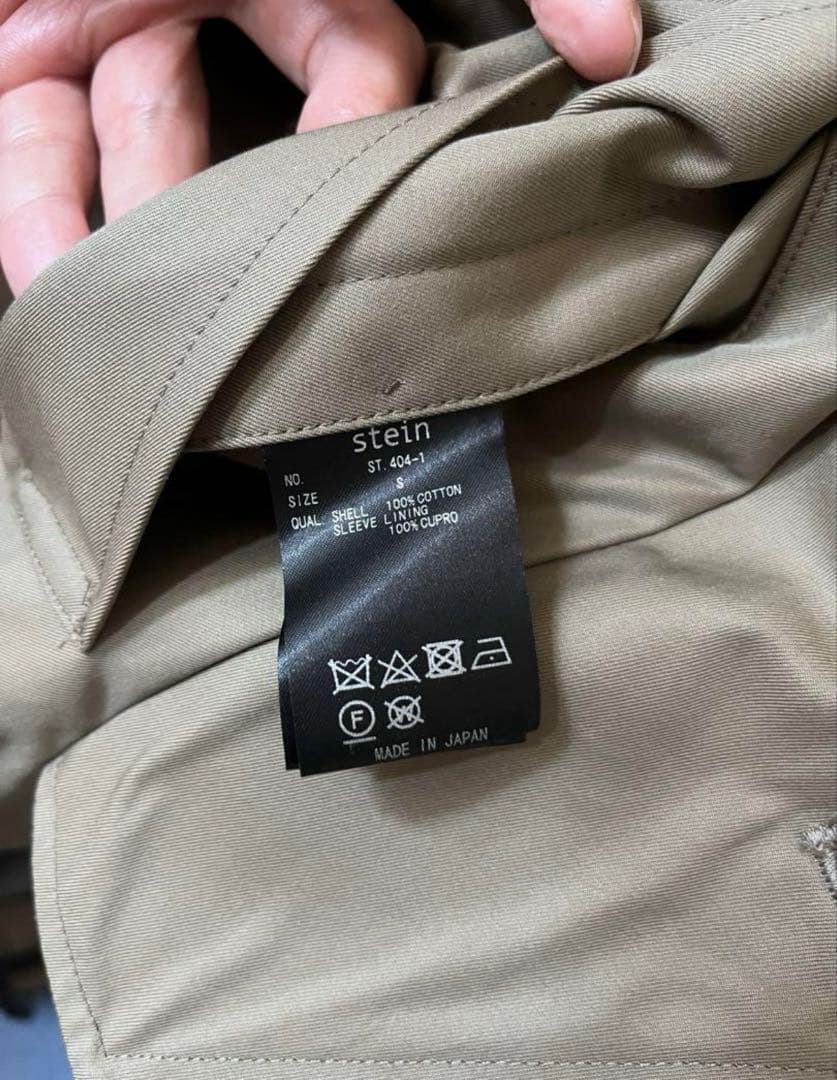 stein
NO. ST.404-1
SIZE S
QUAL SHELL 100%COTTON
SLEEVE LINING
100%CUPRO
F W
MADE IN JAPAN